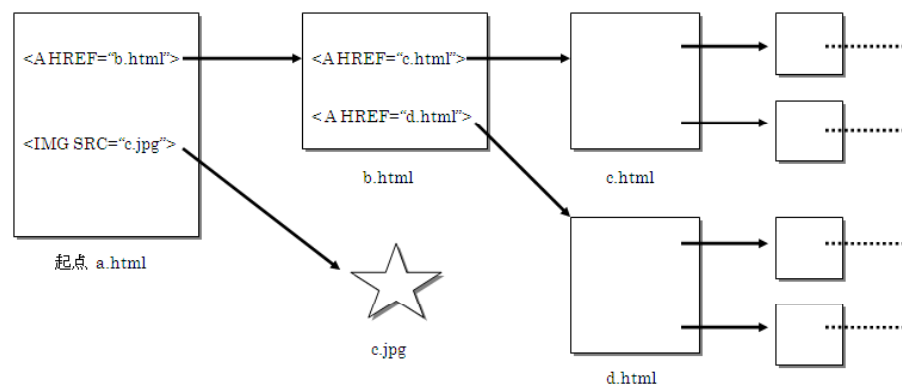 <A HREF=“b.html”>
<IMG SRC=“c.jpg”>
起点 a.html
<A HREF=“c.html”>
<A HREF=“d.html”>
b.html
c.html
c.jpg
d.html